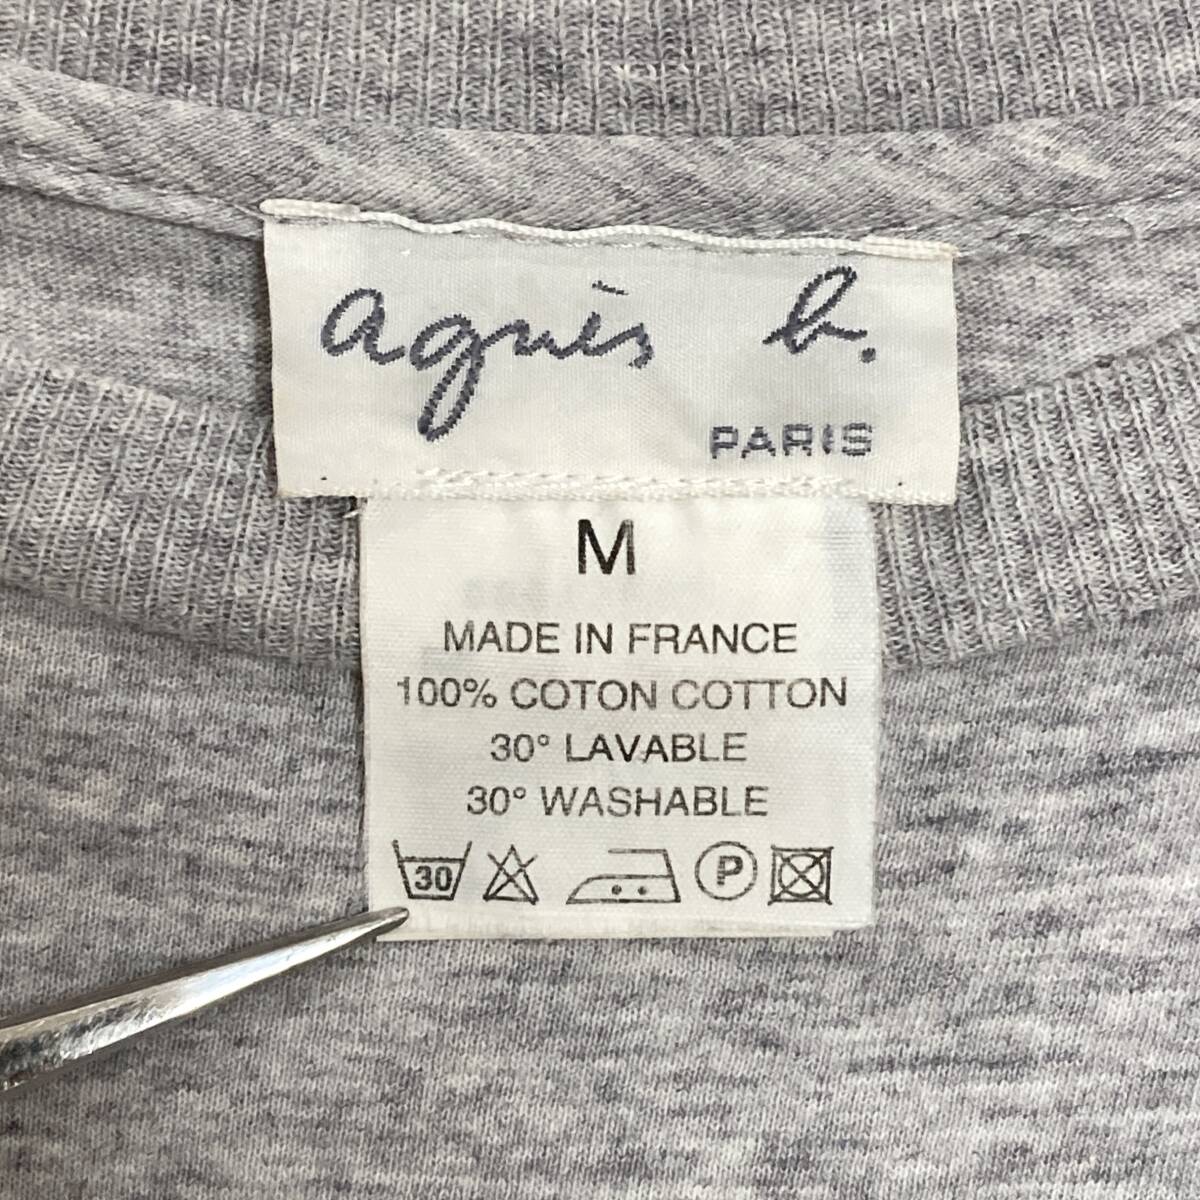 agnès b.
PARIS
M
MADE IN FRANCE
100% COTON COTTON
30° LAVABLE
30° WASHABLE
30 P